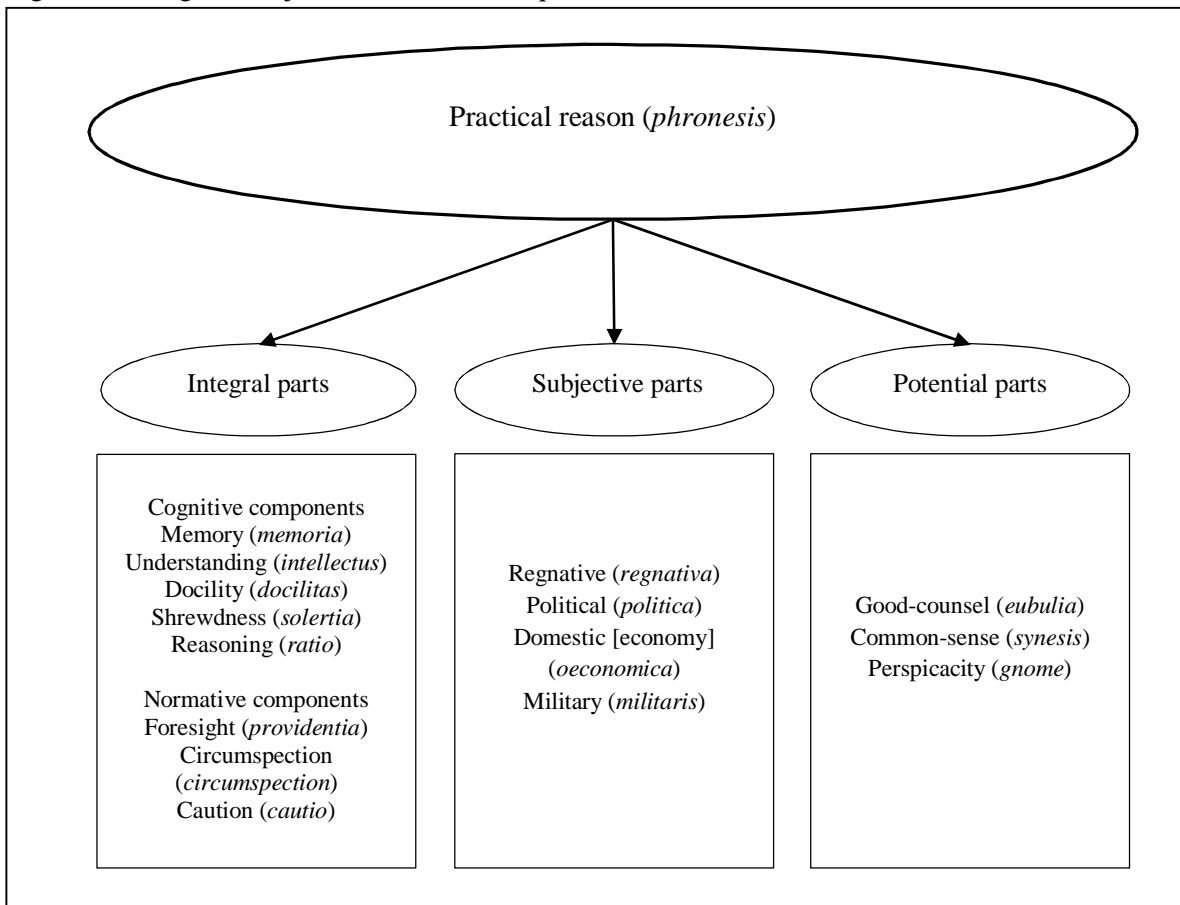 Practical reason (phronesis)
Integral parts
Cognitive components
Memory (memoria)
Understanding (intellectus)
Docility (docilitas)
Shrewdness (solertia)
Reasoning (ratio)
Normative components
Foresight (providentia)
Circumspection
(circumspection)
Caution (cautio)
Subjective parts
Regnative (regnativa)
Political (politica)
Domestic [economy]
(oeconomica)
Military (militaris)
Potential parts
Good-counsel (eubulia)
Common-sense (synesis)
Perspicacity (gnome)